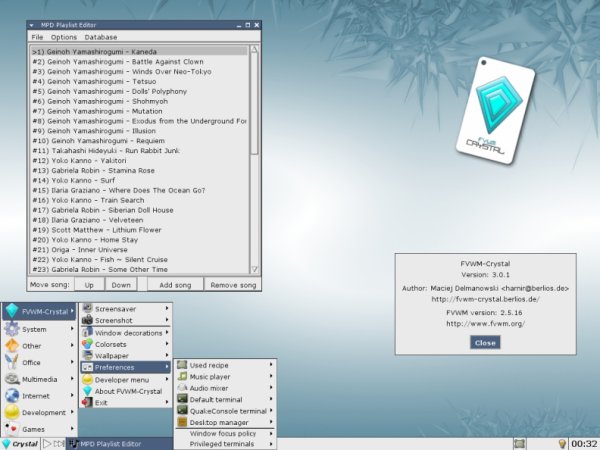 MPD Playlist Editor
File Options Database
>1) Geinoh Yamashirogumi - Kaneda
#2) Geinoh Yamashirogumi - Battle Against Clown
#3) Geinoh Yamashirogumi - Winds Over Neo-Tokyo
#4) Geinoh Yamashirogumi - Tetsuo
#5) Geinoh Yamashirogumi - Dolls' Polyphony
#6) Geinoh Yamashirogumi - Shohmyoh
#7) Geinoh Yamashirogumi - Mutation
#8) Geinoh Yamashirogumi - Exodus from the Underground For
#9) Geinoh Yamashirogumi - Illusion
#10) Geinoh Yamashirogumi - Requiem
#11) Takahashi Hideyuki - Run Rabbit Junk
#12) Yoko Kanno - Yakitori
#13) Gabriela Robin - Stamina Rose
#14) Yoko Kanno - Surf
#15) Ilaria Graziano - Where Does The Ocean Go?
#16) Yoko Kanno - Train Search
#17) Gabriela Robin - Siberian Doll House
#18) Ilaria Graziano - Velveteen
#19) Scott Matthew - Lithium Flower
#20) Yoko Kanno - Home Stay
#21) Origa - Inner Universe
#22) Yoko Kanno - Fish ~ Silent Cruise
#23) Gabriela Robin - Some Other Time
Move song: Up Down Add song Remove song
FVWM
CRYSTAL
FVWM-Crystal
Version: 3.0.1
Author: Maciej Delmanowski <harnir@berlios.de>
http://fvwm-crystal.berlios.de/
FVWM version: 2.5.16
http://www.fvwm.org/
Close
FVWM-Crystal
System
Other
Office
Multimedia
Internet
Development
Games
Screensaver
Screenshot
Window decorations
Colorsets
Wallpaper
Preferences
Developer menu
About FVWM-Crystal
Exit
Used recipe
Music player
Audio mixer
Default terminal
QuakeConsole terminal
Desktop manager
Window focus policy
Privileged terminals
Crystal
MPD Playlist Editor
00:32